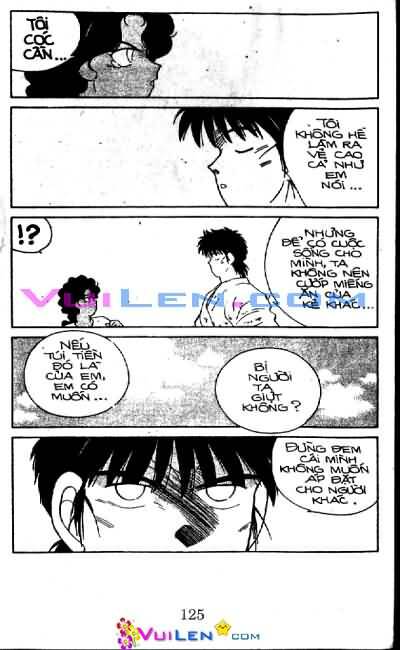 TÔI
CÓC
CẦN...
TÔI
KHÔNG HỀ
LÀM RA
VẺ CAO
CẢ NHƯ
EM
NÓI...
!?
NHƯNG
ĐỂ CÓ CUỘC
SỐNG CHO
MÌNH, TA
KHÔNG NÊN
CƯỚP MIẾNG
ĂN CỦA
KẺ KHÁC...
VUILEN.COM
NẾU
TÚI TIỀN
ĐÓ LÀ
CỦA EM,
EM CÓ
MUỐN...
BỊ
NGƯỜI
TA
GIỰT
KHÔNG?
ĐỪNG ĐEM
CÁI MÌNH
KHÔNG MUỐN
ÁP ĐẶT
CHO NGƯỜI
KHÁC.
125
VUILEN
.COM